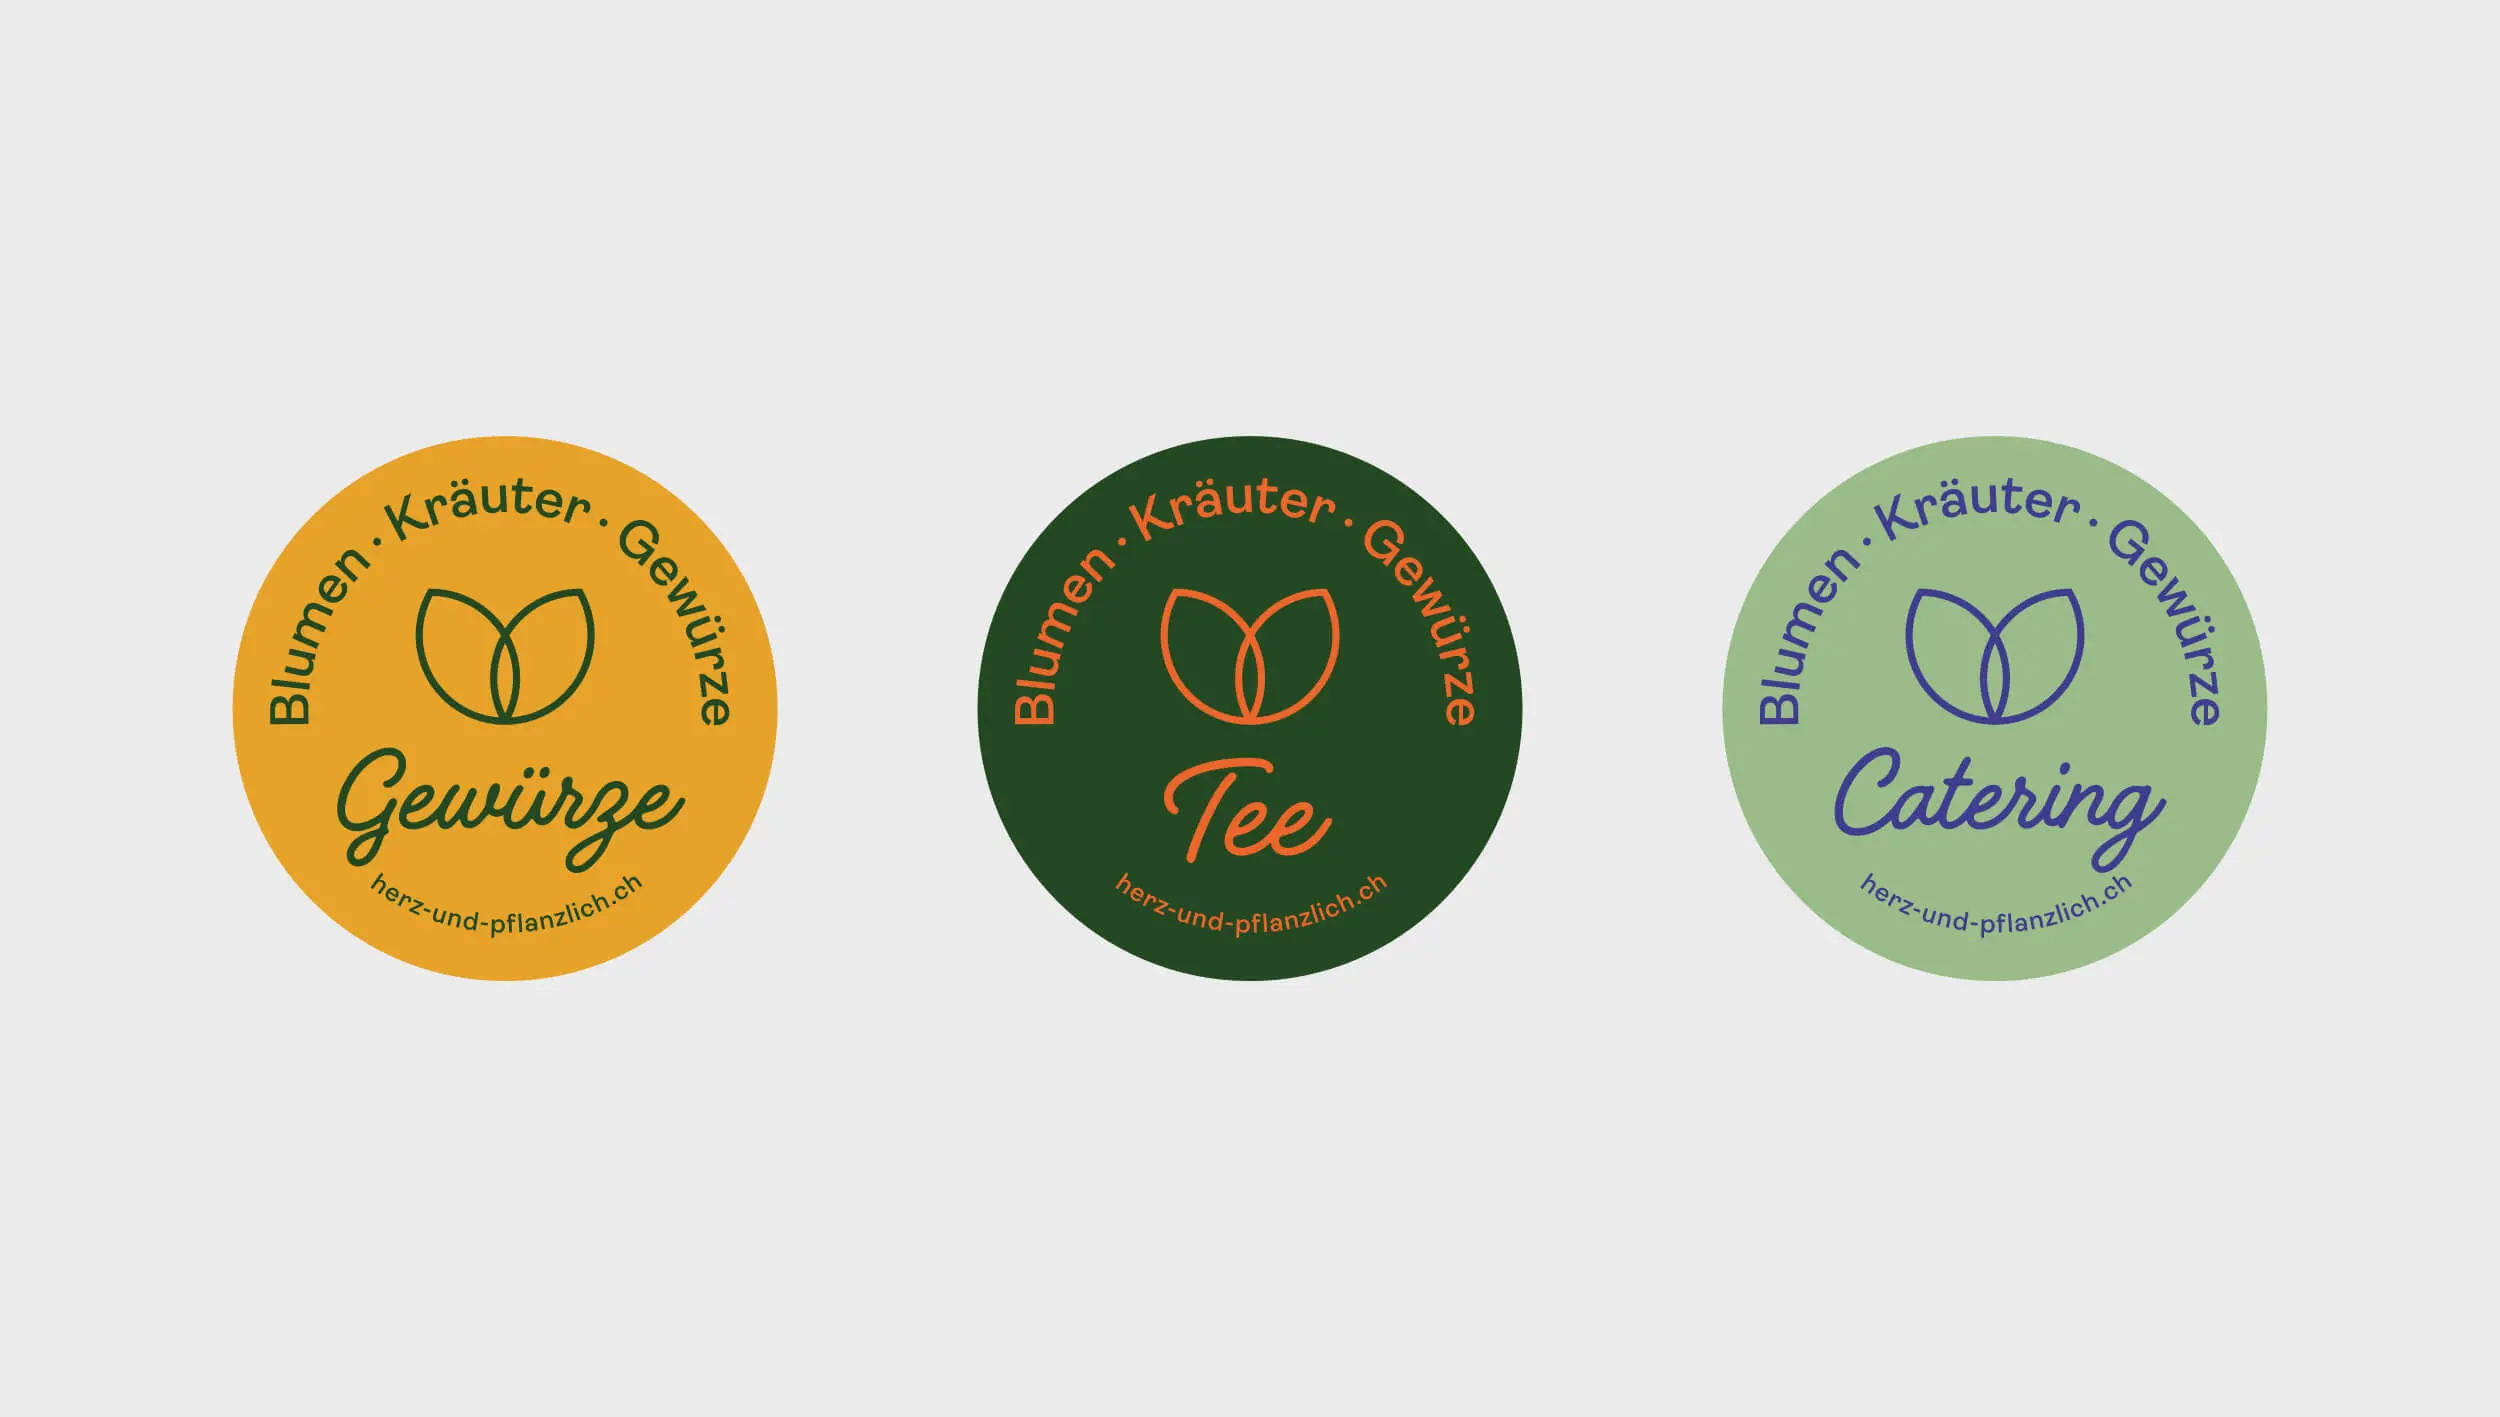 Blumen · Kräuter · Gewürze
Gewürze
herz-und-pflanzlich.ch
Blumen · Kräuter · Gewürze
Tee
herz-und-pflanzlich.ch
Blumen · Kräuter · Gewürze
Catering
herz-und-pflanzlich.ch